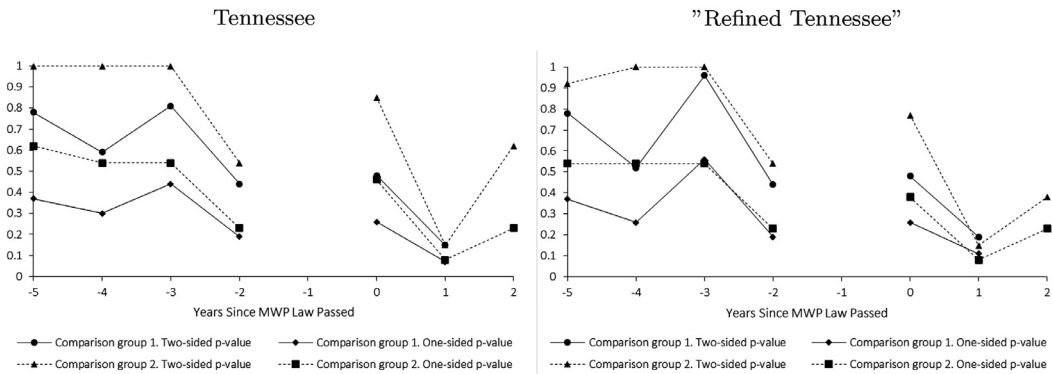 Tennessee
1
0.9
0.8
0.7
0.6
0.5
0.4
0.3
0.2
0.1
0
-5 -4 -3 -2 -1 0 1 2
Years Since MWP Law Passed
Comparison group 1. Two-sided p-value Comparison group 1. One-sided p-value
Comparison group 2. Two-sided p-value Comparison group 2. One-sided p-value
"Refined Tennessee"
1
0.9
0.8
0.7
0.6
0.5
0.4
0.3
0.2
0.1
0
-5 -4 -3 -2 -1 0 1 2
Years Since MWP Law Passed
Comparison group 1. Two-sided p-value Comparison group 1. One-sided p-value
Comparison group 2. Two-sided p-value Comparison group 2. One-sided p-value